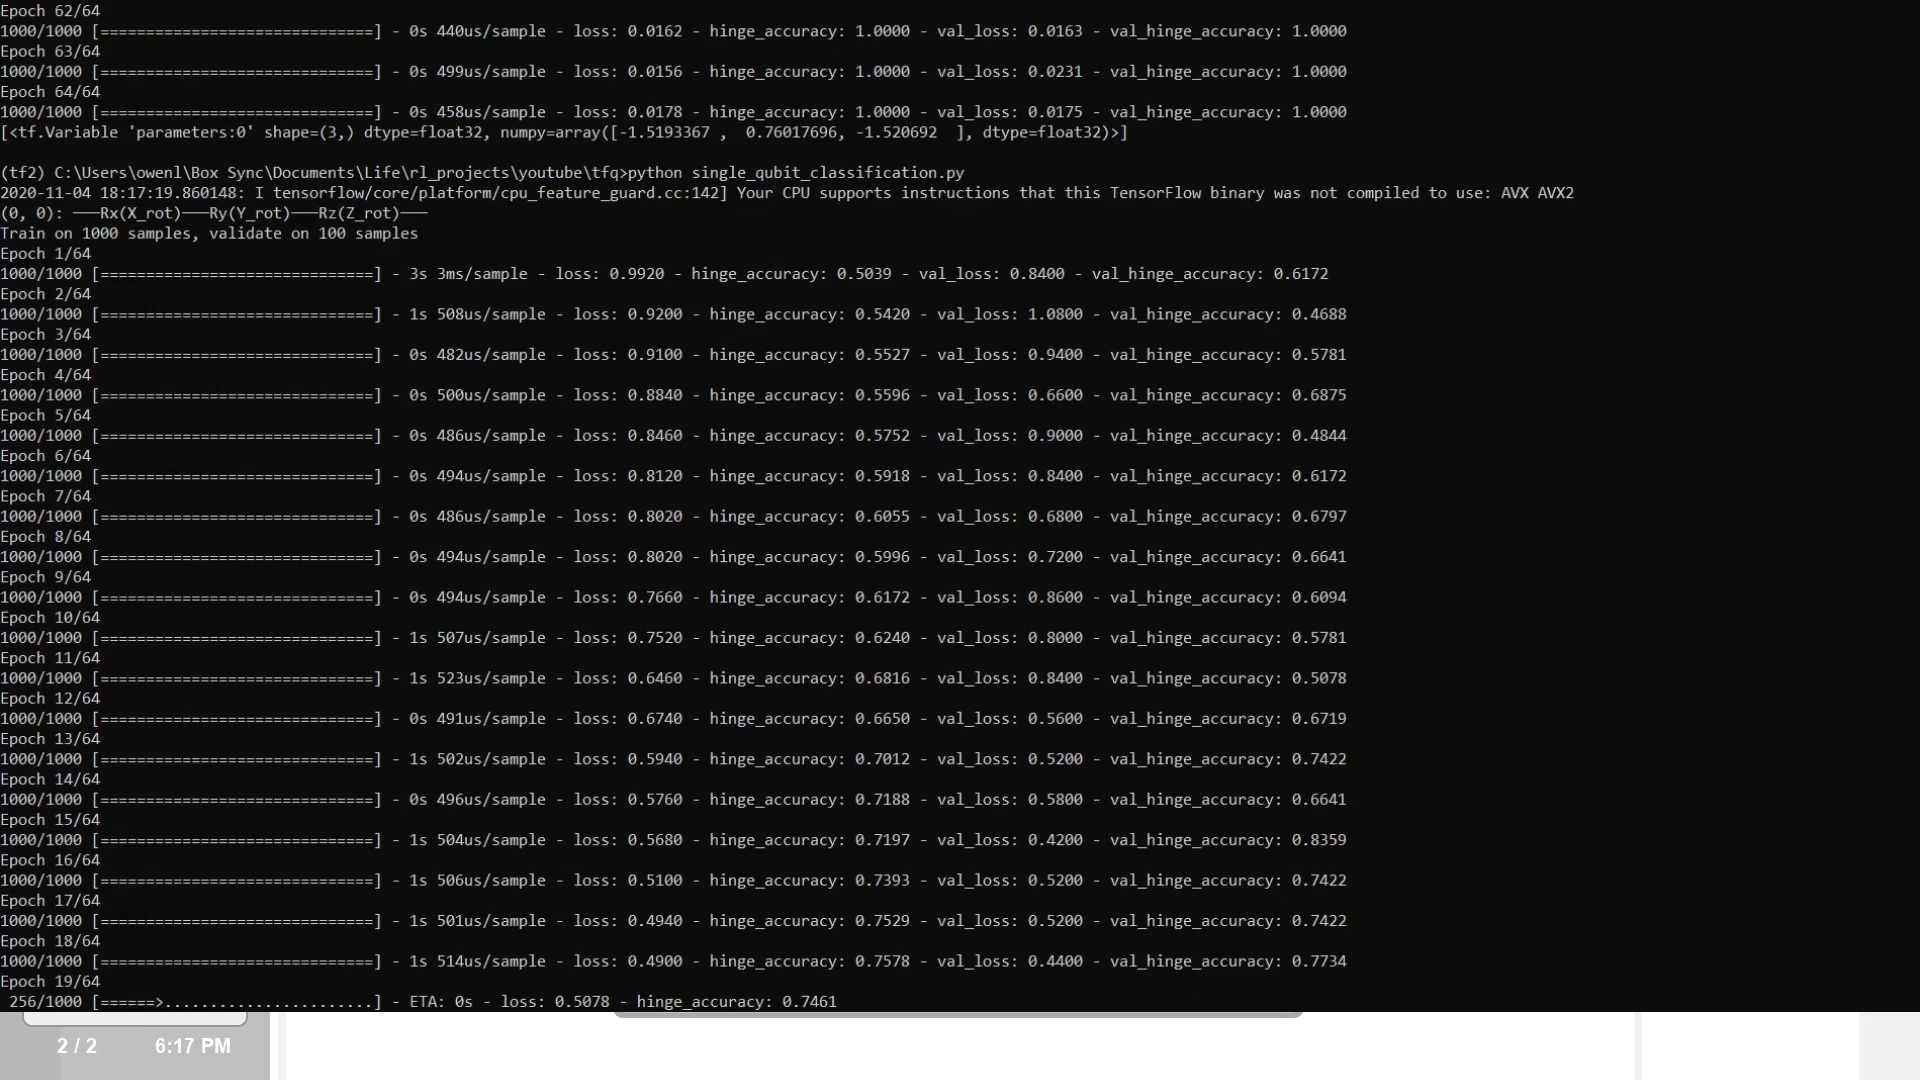 Epoch 62/64
1000/1000 [==============================] - 0s 440us/sample - loss: 0.0162 - hinge_accuracy: 1.0000 - val_loss: 0.0163 - val_hinge_accuracy: 1.0000
Epoch 63/64
1000/1000 [==============================] - 0s 499us/sample - loss: 0.0156 - hinge_accuracy: 1.0000 - val_loss: 0.0231 - val_hinge_accuracy: 1.0000
Epoch 64/64
1000/1000 [==============================] - 0s 458us/sample - loss: 0.0178 - hinge_accuracy: 1.0000 - val_loss: 0.0175 - val_hinge_accuracy: 1.0000
[<tf.Variable 'parameters:0' shape=(3,) dtype=float32, numpy=array([-1.5193367 ,  0.76017696, -1.520692  ], dtype=float32)>]
(tf2) C:\Users\owenl\Box Sync\Documents\Life\rl_projects\youtube\tfq>python single_qubit_classification.py
2020-11-04 18:17:19.860148: I tensorflow/core/platform/cpu_feature_guard.cc:142] Your CPU supports instructions that this TensorFlow binary was not compiled to use: AVX AVX2
(0, 0): ───Rx(X_rot)───Ry(Y_rot)───Rz(Z_rot)───
Train on 1000 samples, validate on 100 samples
Epoch 1/64
1000/1000 [==============================] - 3s 3ms/sample - loss: 0.9920 - hinge_accuracy: 0.5039 - val_loss: 0.8400 - val_hinge_accuracy: 0.6172
Epoch 2/64
1000/1000 [==============================] - 1s 508us/sample - loss: 0.9200 - hinge_accuracy: 0.5420 - val_loss: 1.0800 - val_hinge_accuracy: 0.4688
Epoch 3/64
1000/1000 [==============================] - 0s 482us/sample - loss: 0.9100 - hinge_accuracy: 0.5527 - val_loss: 0.9400 - val_hinge_accuracy: 0.5781
Epoch 4/64
1000/1000 [==============================] - 0s 500us/sample - loss: 0.8840 - hinge_accuracy: 0.5596 - val_loss: 0.6600 - val_hinge_accuracy: 0.6875
Epoch 5/64
1000/1000 [==============================] - 0s 486us/sample - loss: 0.8460 - hinge_accuracy: 0.5752 - val_loss: 0.9000 - val_hinge_accuracy: 0.4844
Epoch 6/64
1000/1000 [==============================] - 0s 494us/sample - loss: 0.8120 - hinge_accuracy: 0.5918 - val_loss: 0.8400 - val_hinge_accuracy: 0.6172
Epoch 7/64
1000/1000 [==============================] - 0s 486us/sample - loss: 0.8020 - hinge_accuracy: 0.6055 - val_loss: 0.6800 - val_hinge_accuracy: 0.6797
Epoch 8/64
1000/1000 [==============================] - 0s 494us/sample - loss: 0.8020 - hinge_accuracy: 0.5996 - val_loss: 0.7200 - val_hinge_accuracy: 0.6641
Epoch 9/64
1000/1000 [==============================] - 0s 494us/sample - loss: 0.7660 - hinge_accuracy: 0.6172 - val_loss: 0.8600 - val_hinge_accuracy: 0.6094
Epoch 10/64
1000/1000 [==============================] - 1s 507us/sample - loss: 0.7520 - hinge_accuracy: 0.6240 - val_loss: 0.8000 - val_hinge_accuracy: 0.5781
Epoch 11/64
1000/1000 [==============================] - 1s 523us/sample - loss: 0.6460 - hinge_accuracy: 0.6816 - val_loss: 0.8400 - val_hinge_accuracy: 0.5078
Epoch 12/64
1000/1000 [==============================] - 0s 491us/sample - loss: 0.6740 - hinge_accuracy: 0.6650 - val_loss: 0.5600 - val_hinge_accuracy: 0.6719
Epoch 13/64
1000/1000 [==============================] - 1s 502us/sample - loss: 0.5940 - hinge_accuracy: 0.7012 - val_loss: 0.5200 - val_hinge_accuracy: 0.7422
Epoch 14/64
1000/1000 [==============================] - 0s 496us/sample - loss: 0.5760 - hinge_accuracy: 0.7188 - val_loss: 0.5800 - val_hinge_accuracy: 0.6641
Epoch 15/64
1000/1000 [==============================] - 1s 504us/sample - loss: 0.5680 - hinge_accuracy: 0.7197 - val_loss: 0.4200 - val_hinge_accuracy: 0.8359
Epoch 16/64
1000/1000 [==============================] - 1s 506us/sample - loss: 0.5100 - hinge_accuracy: 0.7393 - val_loss: 0.5200 - val_hinge_accuracy: 0.7422
Epoch 17/64
1000/1000 [==============================] - 1s 501us/sample - loss: 0.4940 - hinge_accuracy: 0.7529 - val_loss: 0.5200 - val_hinge_accuracy: 0.7422
Epoch 18/64
1000/1000 [==============================] - 1s 514us/sample - loss: 0.4900 - hinge_accuracy: 0.7578 - val_loss: 0.4400 - val_hinge_accuracy: 0.7734
Epoch 19/64
256/1000 [======>.......................] - ETA: 0s - loss: 0.5078 - hinge_accuracy: 0.7461
2 / 2 6:17 PM